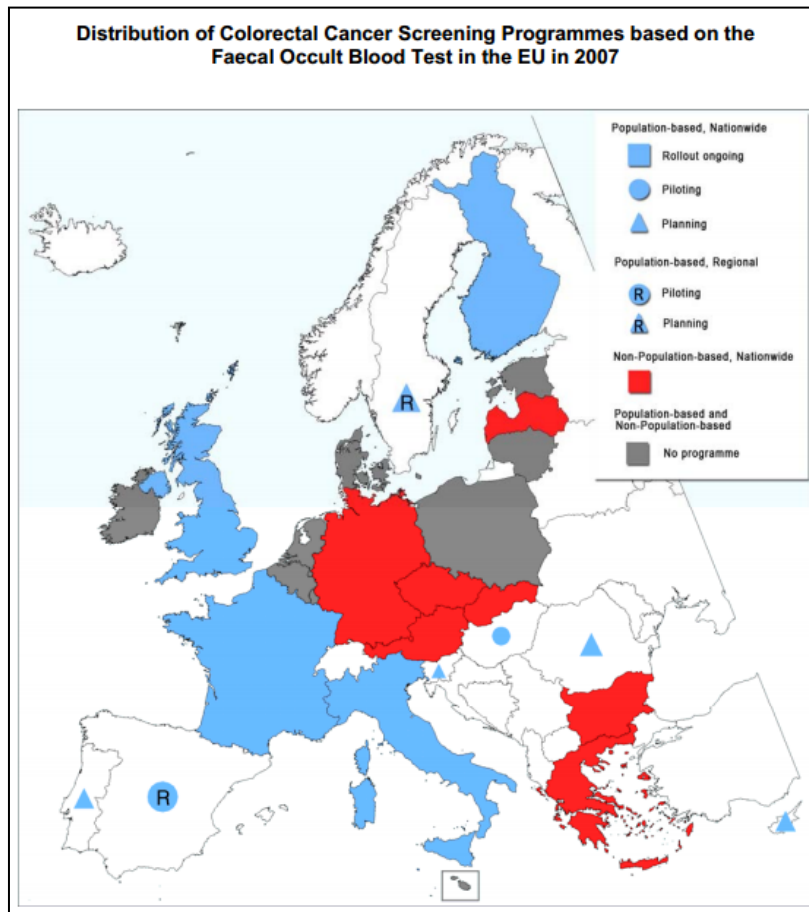 Distribution of Colorectal Cancer Screening Programmes based on the
Faecal Occult Blood Test in the EU in 2007
Population-based, Nationwide
Rollout ongoing
Piloting
Planning
Population-based, Regional
R Piloting
R Planning
Non-Population-based, Nationwide
Population-based and
Non-Population-based
No programme
R
R